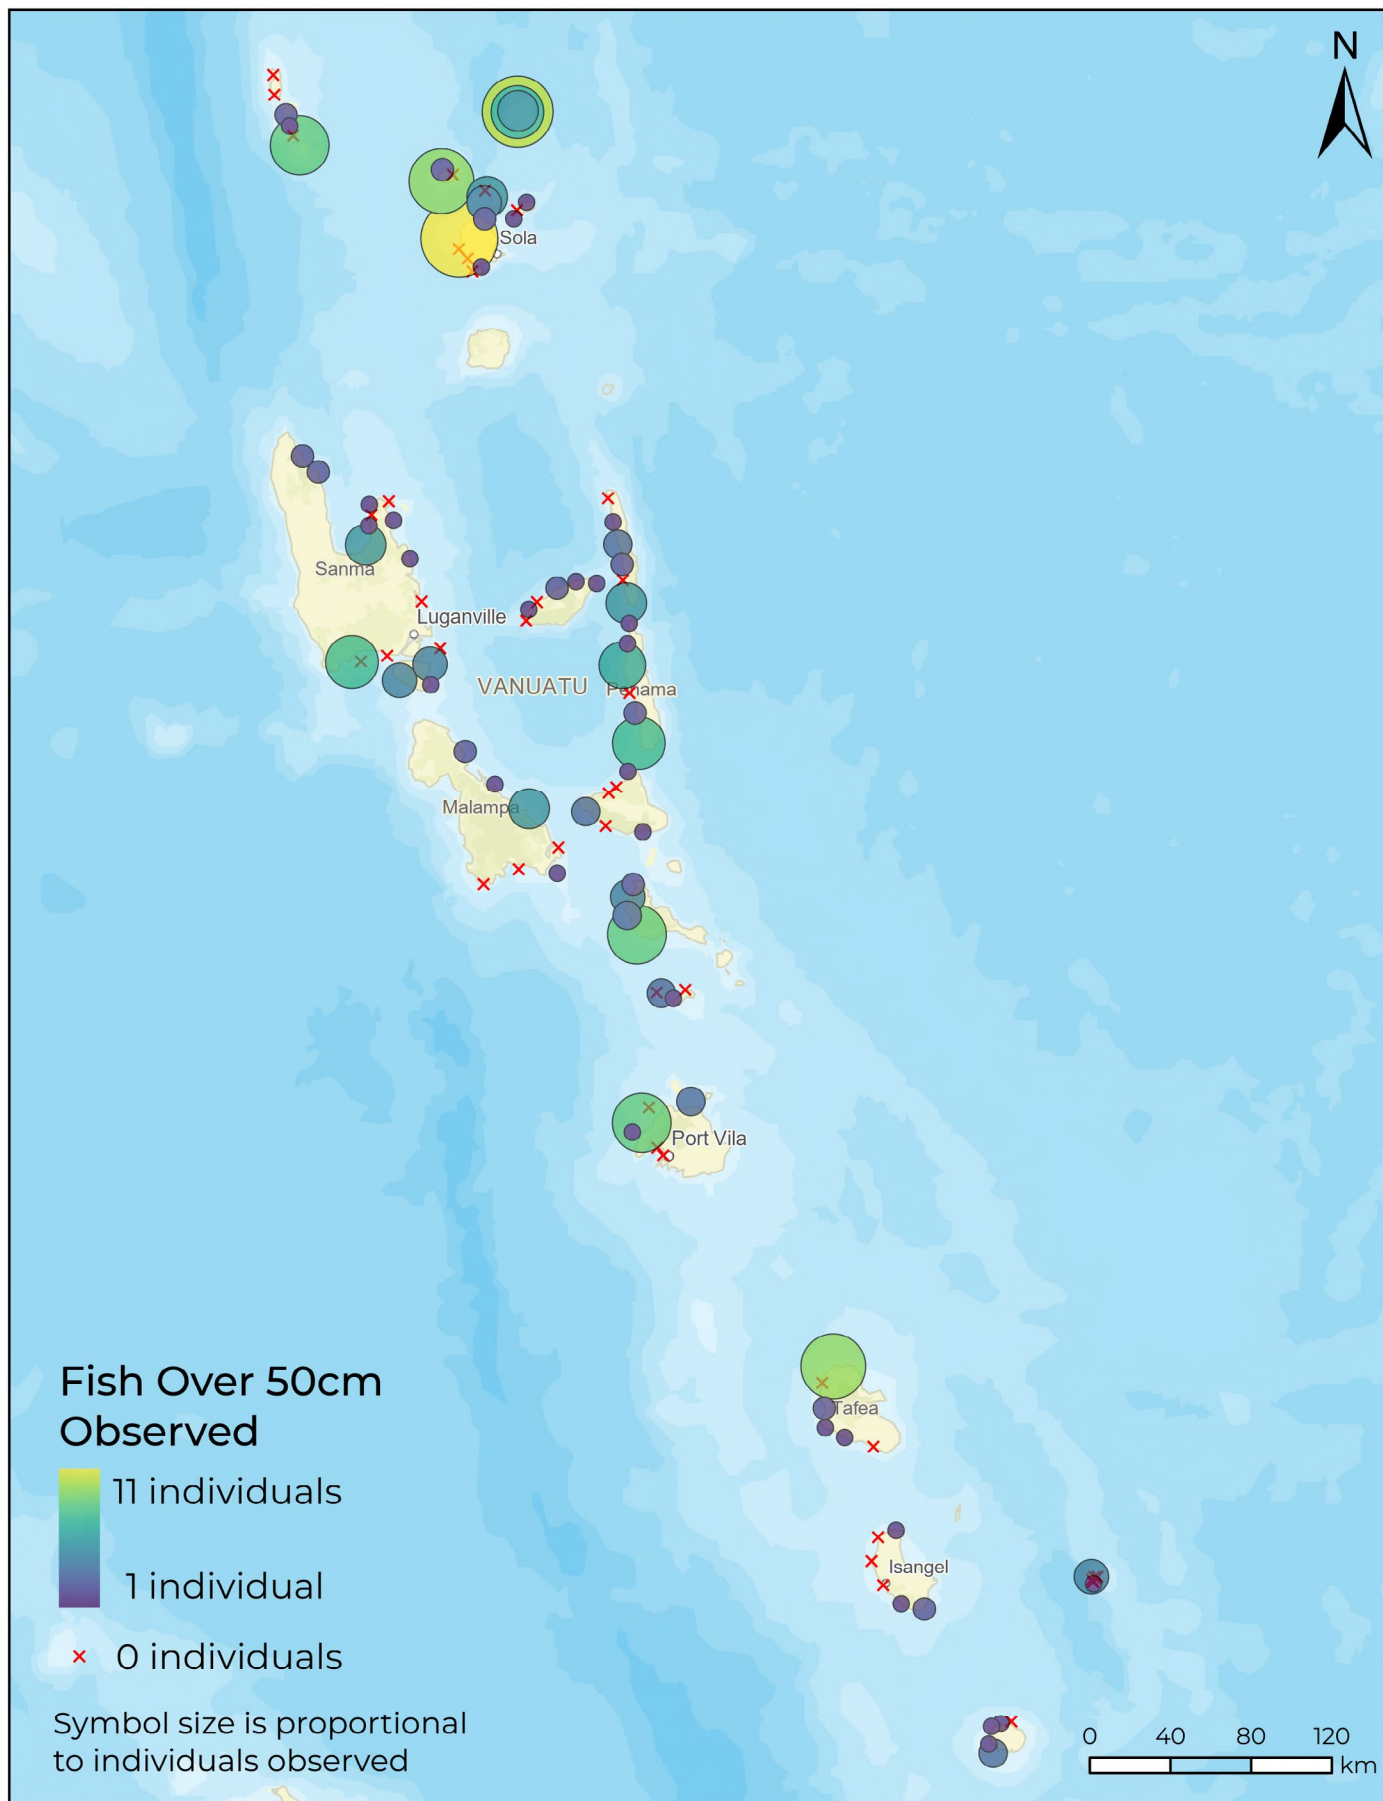 N
Sola
Sanma
Luganville
VANUATU
Penama
Malampa
Port Vila
Tafea
Isangel
Fish Over 50cm
Observed
11 individuals
1 individual
0 individuals
Symbol size is proportional
to individuals observed
0 40 80 120
km